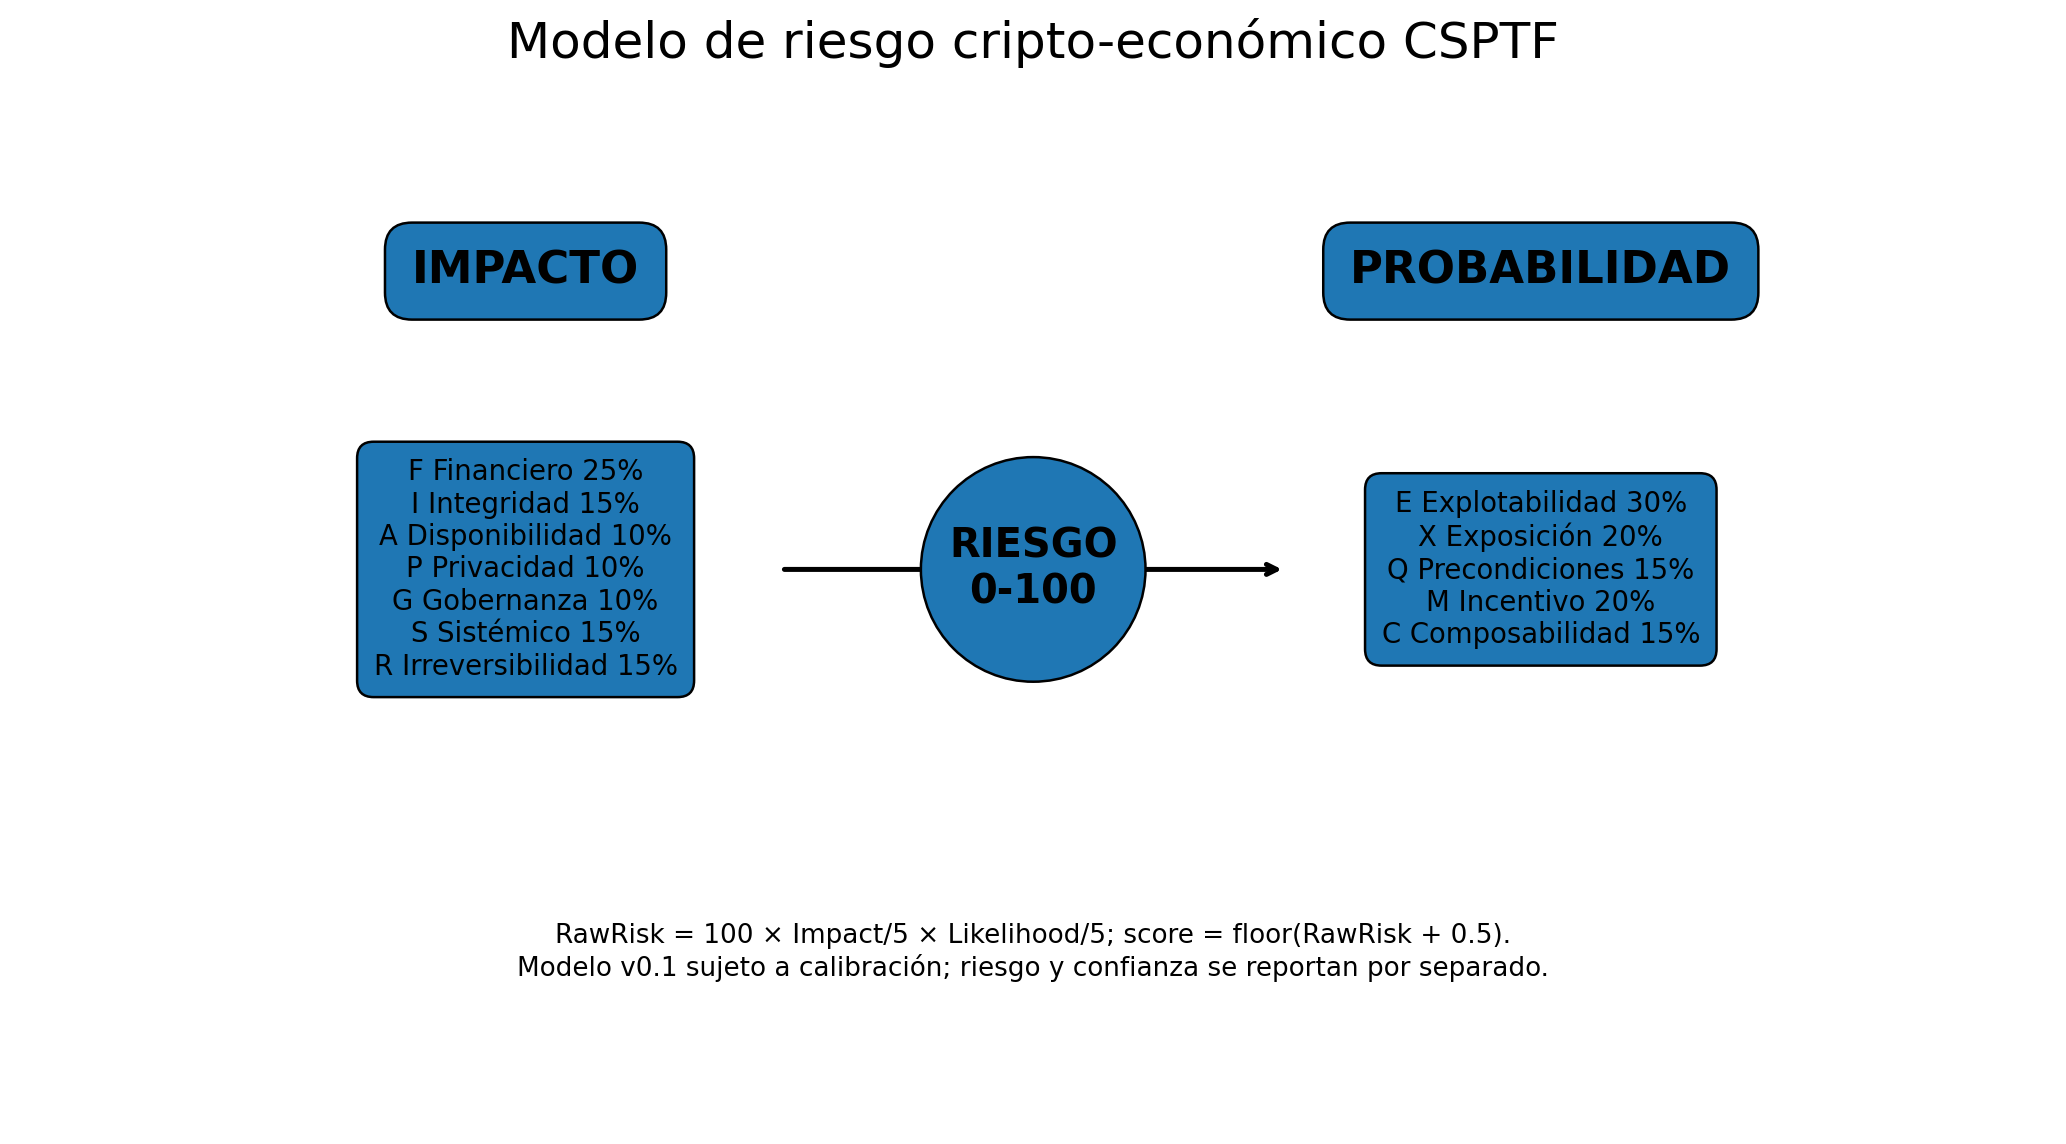 Modelo de riesgo cripto-económico CSPTF
IMPACTO
PROBABILIDAD
F Financiero 25%
I Integridad 15%
A Disponibilidad 10%
P Privacidad 10%
G Gobernanza 10%
S Sistémico 15%
R Irreversibilidad 15%
RIESGO
0-100
E Explotabilidad 30%
X Exposición 20%
Q Precondiciones 15%
M Incentivo 20%
C Composabilidad 15%
RawRisk = 100 × Impact/5 × Likelihood/5; score = floor(RawRisk + 0.5).
Modelo v0.1 sujeto a calibración; riesgo y confianza se reportan por separado.